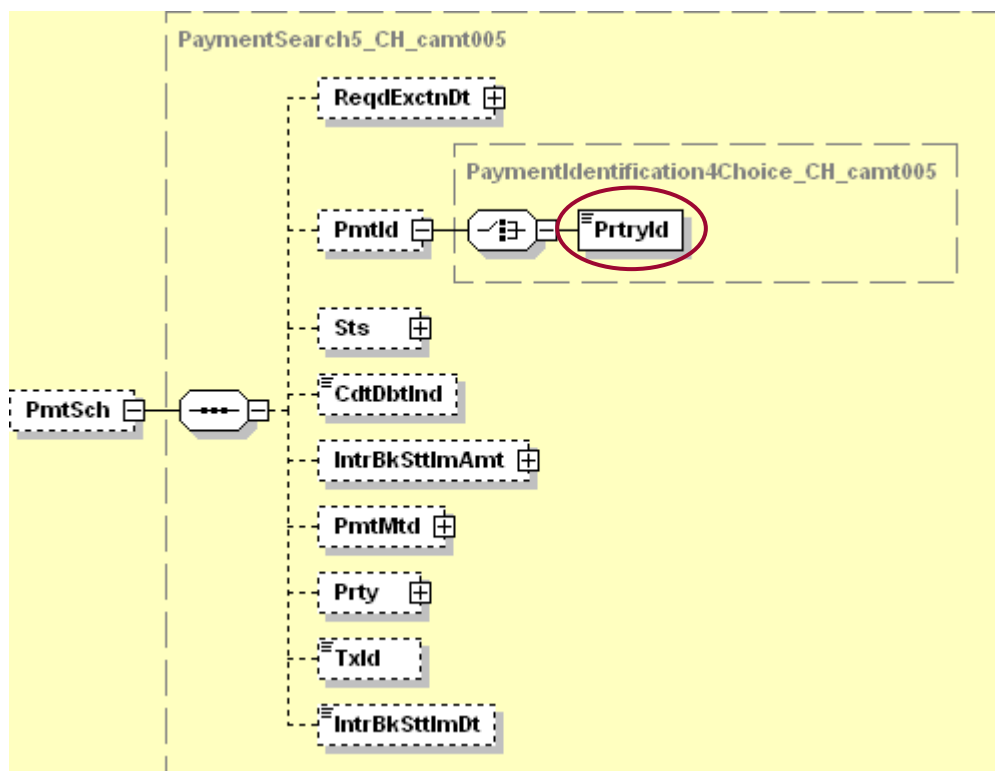 PaymentSearch5_CH_camt005
ReqdExctnDt
PaymentIdentification4Choice_CH_camt005
PmtId
PrtryId
Sts
CdtDbtInd
PmtSch
IntrBkSttlmAmt
PmtMtd
Prty
TxId
IntrBkSttlmDt